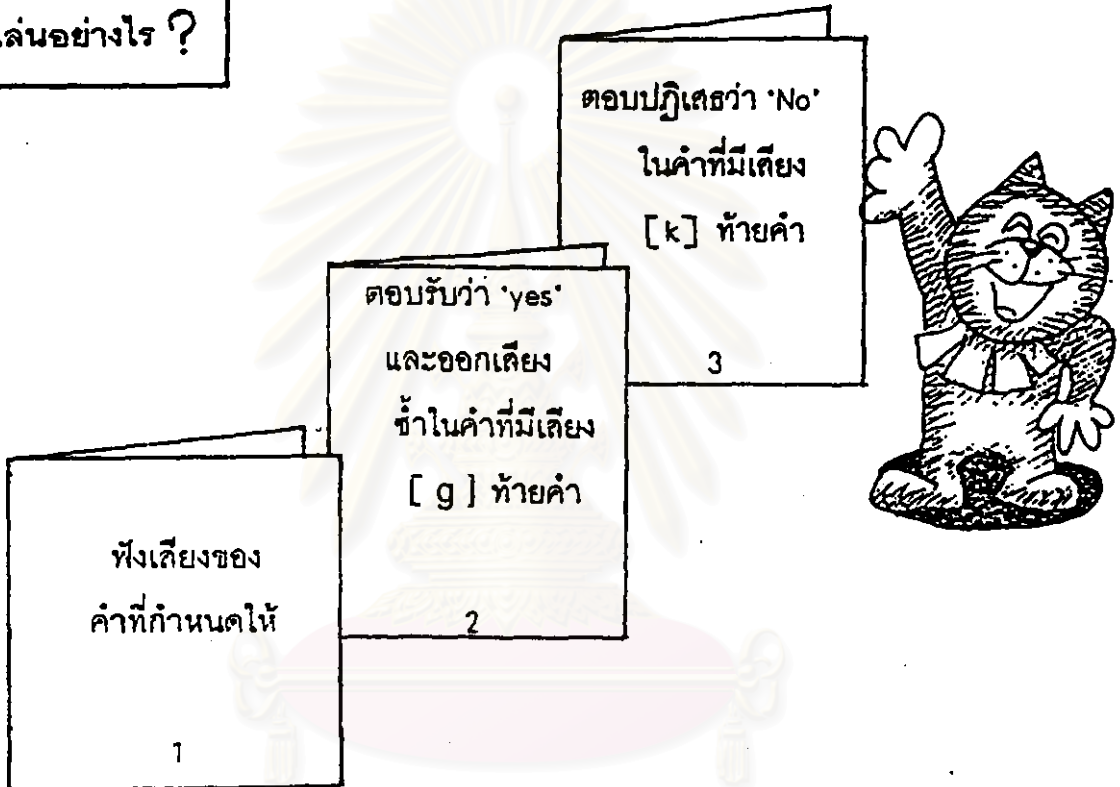 เล่นอย่างไร ?
ฟังเสียงของ
คำที่กำหนดให้
1
ตอบรับว่า 'yes'
และออกเสียง
ซ้ำในคำที่มีเสียง
[ g ] ท้ายคำ
2
ตอบปฏิเสธว่า 'No'
ในคำที่มีเสียง
[k] ท้ายคำ
3